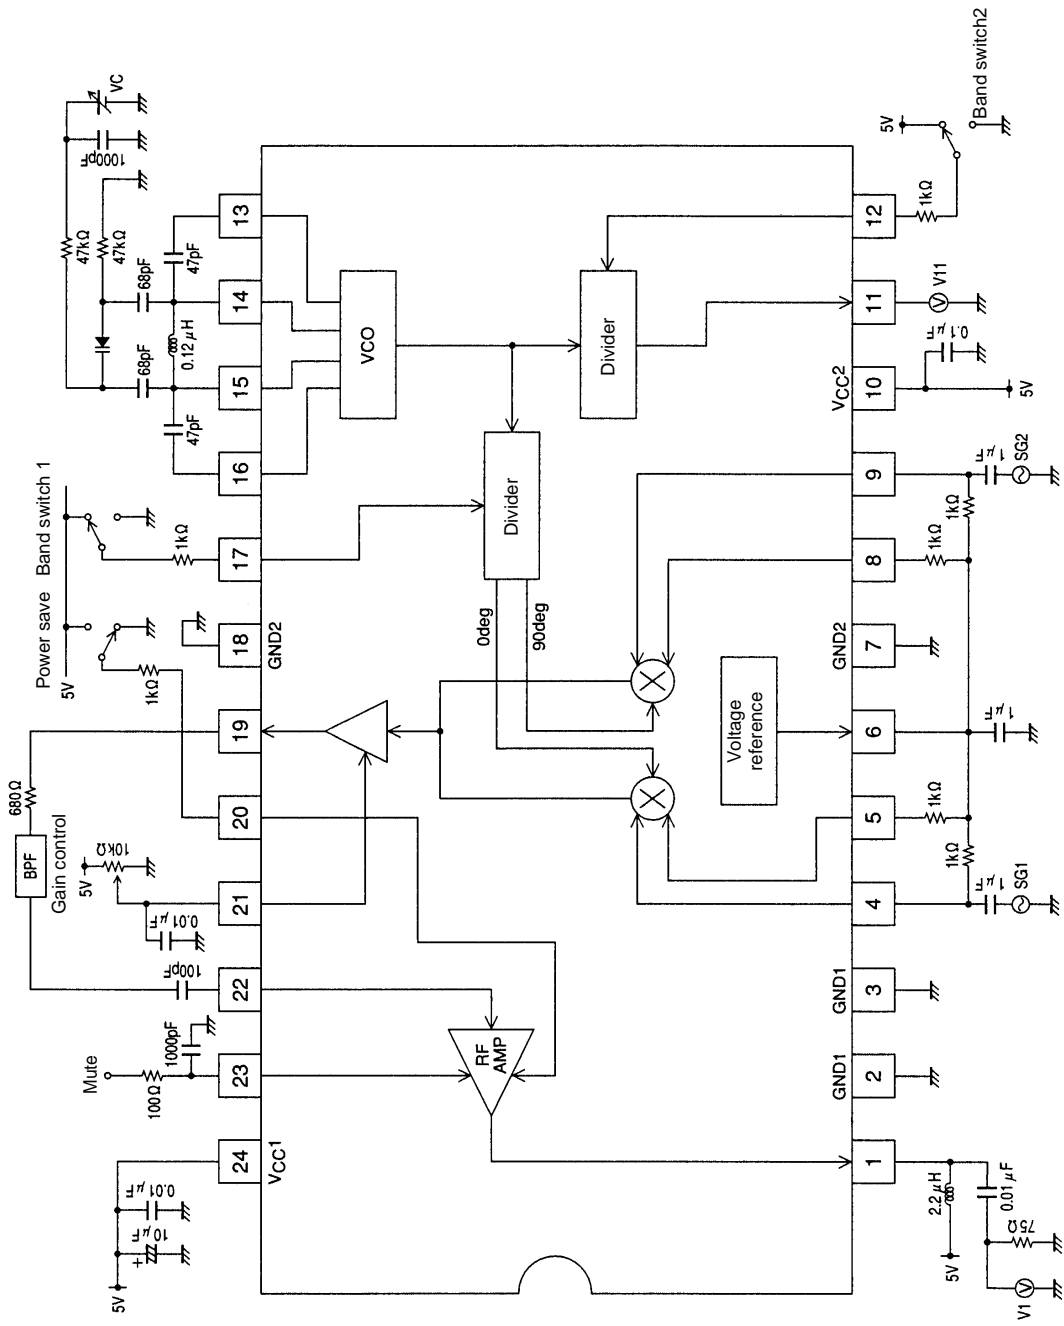 VC
1000pF
47kΩ
47kΩ
68pF
68pF
47pF
0.12μH
47pF
Power save
Band switch 1
5V
1kΩ
1kΩ
680Ω
BPF
Gain control
5V
10kΩ
0.01μF
100pF
Mute
1000pF
100Ω
0.01μF
10μF
+
5V
13
14
15
16
17
18
GND2
19
20
21
22
23
24
VCC1
VCO
Divider
Divider
0deg
90deg
Voltage
reference
RF
AMP
12
11
VCC2
10
9
8
GND2
7
6
5
4
GND1
3
GND1
2
1
5V
Band switch2
1kΩ
V
V11
0.1μF
5V
1μF
SG2
1kΩ
1kΩ
1μF
1kΩ
1kΩ
1μF
SG1
2.2μH
0.01μF
75Ω
5V
V
V1